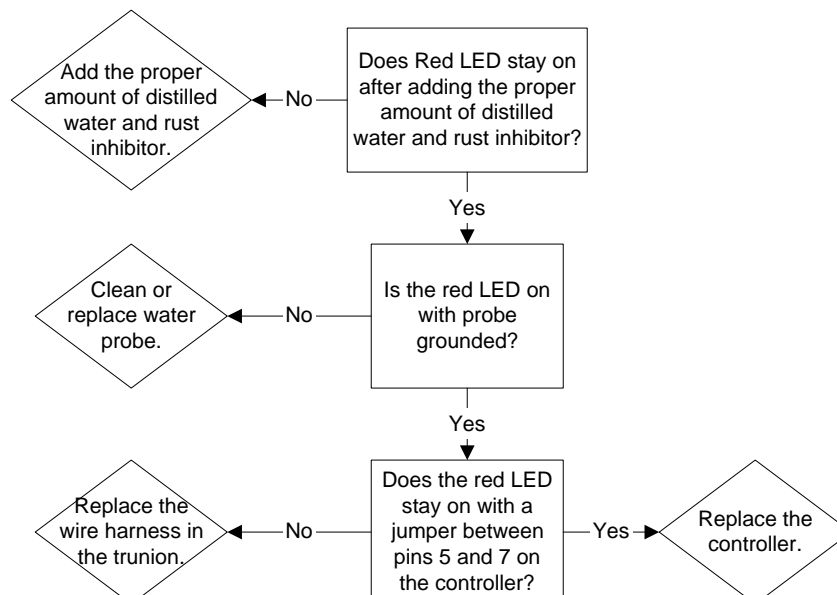 Add the proper
amount of distilled
water and rust
inhibitor.
No
Does Red LED stay on
after adding the proper
amount of distilled
water and rust inhibitor?
Yes
Clean or
replace water
probe.
No
Is the red LED on
with probe
grounded?
Yes
Replace the
wire harness in
the trunion.
No
Does the red LED
stay on with a
jumper between
pins 5 and 7 on
the controller?
Yes
Replace the
controller.